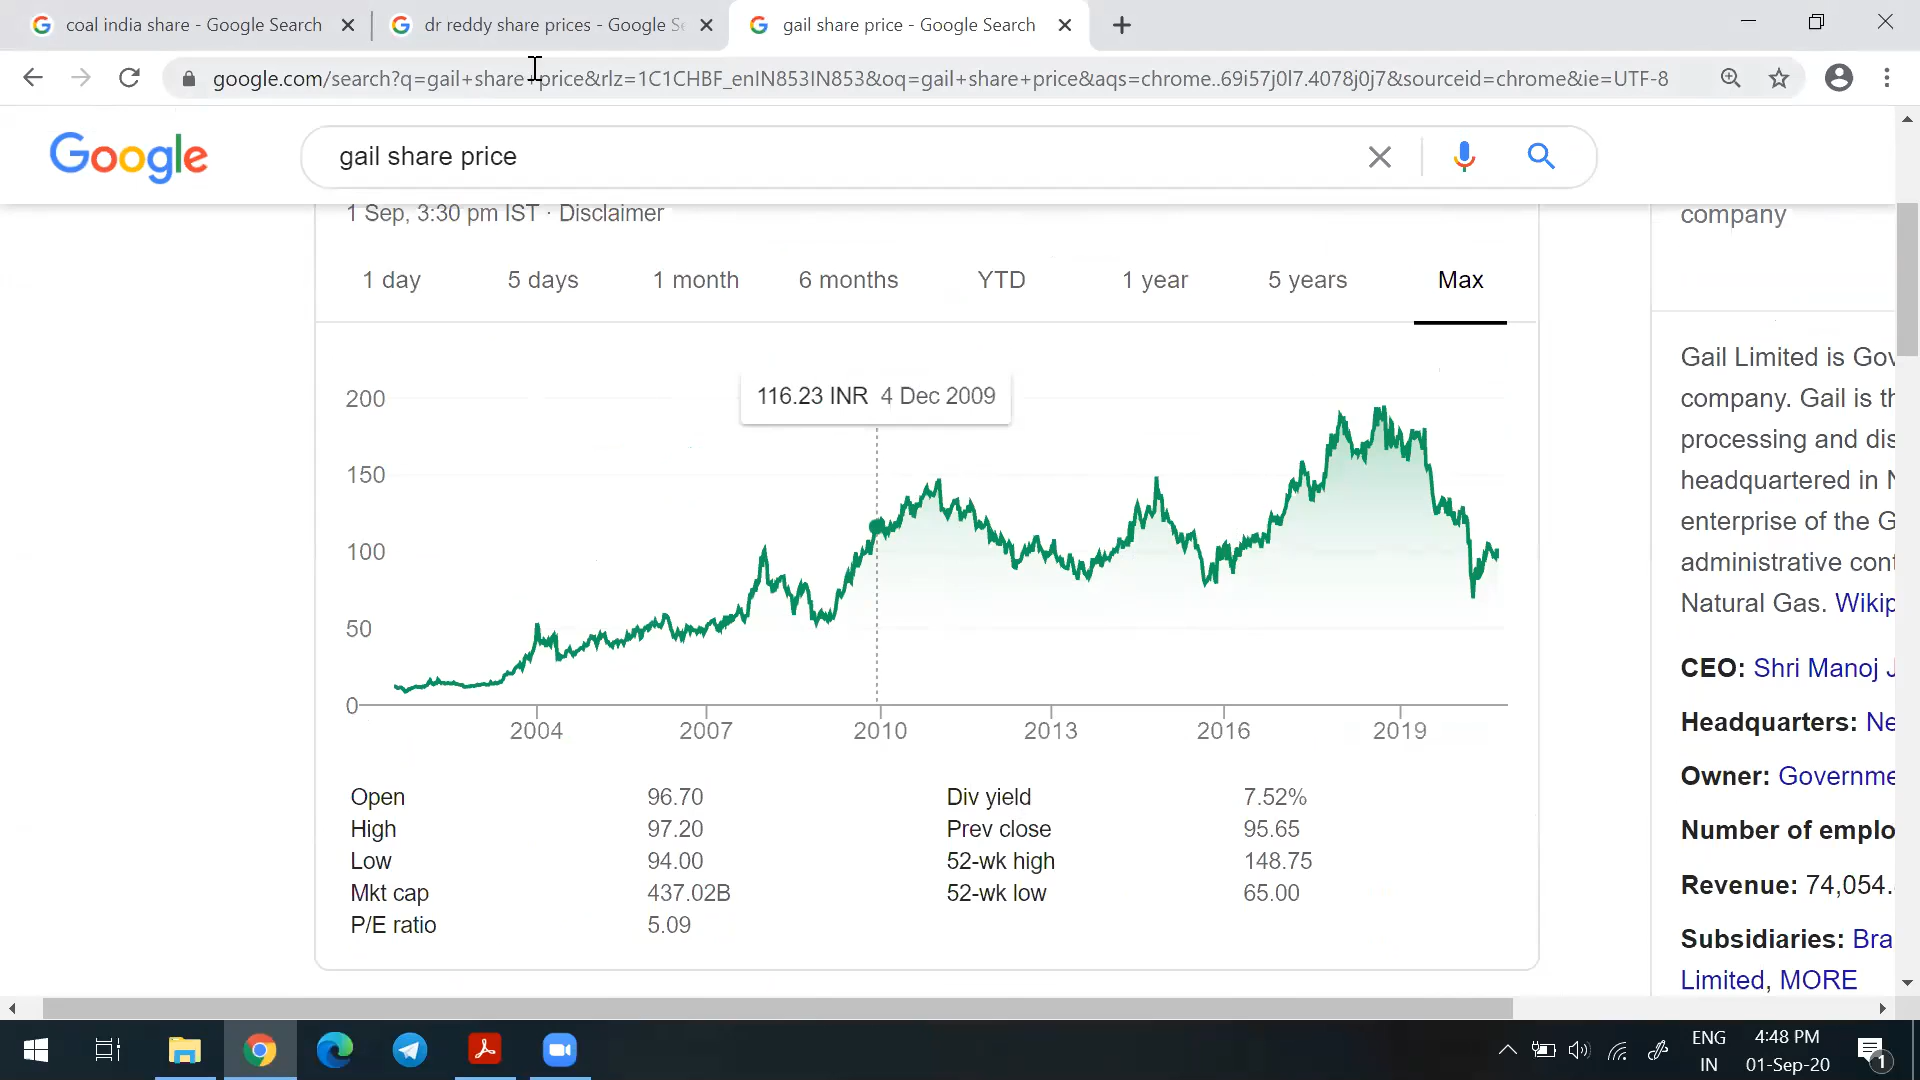 coal india share - Google Search
dr reddy share prices - Google Se
gail share price - Google Search
google.com/search?q=gail+share+price&rlz=1C1CHBF_enIN853IN853&oq=gail+share+price&aqs=chrome..69i57j0l7.4078j0j7&sourceid=chrome&ie=UTF-8
Google
gail share price
1 Sep, 3:30 pm IST · Disclaimer
1 day 5 days 1 month 6 months YTD 1 year 5 years Max
116.23 INR 4 Dec 2009
200
150
100
50
0
2004 2007 2010 2013 2016 2019
Open 96.70 Div yield 7.52%
High 97.20 Prev close 95.65
Low 94.00 52-wk high 148.75
Mkt cap 437.02B 52-wk low 65.00
P/E ratio 5.09
company
Gail Limited is Gov
company. Gail is th
processing and dis
headquartered in N
enterprise of the G
administrative cont
Natural Gas. Wikip
CEO: Shri Manoj J
Headquarters: Ne
Owner: Governme
Number of emplo
Revenue: 74,054.
Subsidiaries: Bra
Limited, MORE
ENG
IN
4:48 PM
01-Sep-20
1